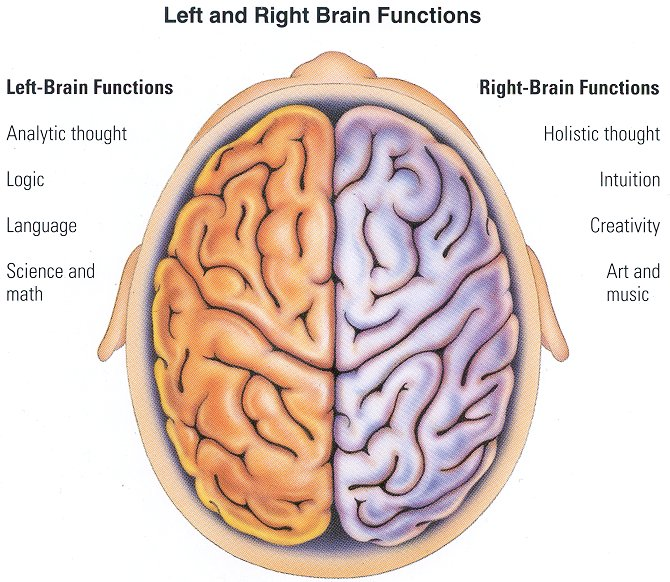 Left and Right Brain Functions
Left-Brain Functions
Analytic thought
Logic
Language
Science and
math
Right-Brain Functions
Holistic thought
Intuition
Creativity
Art and
music